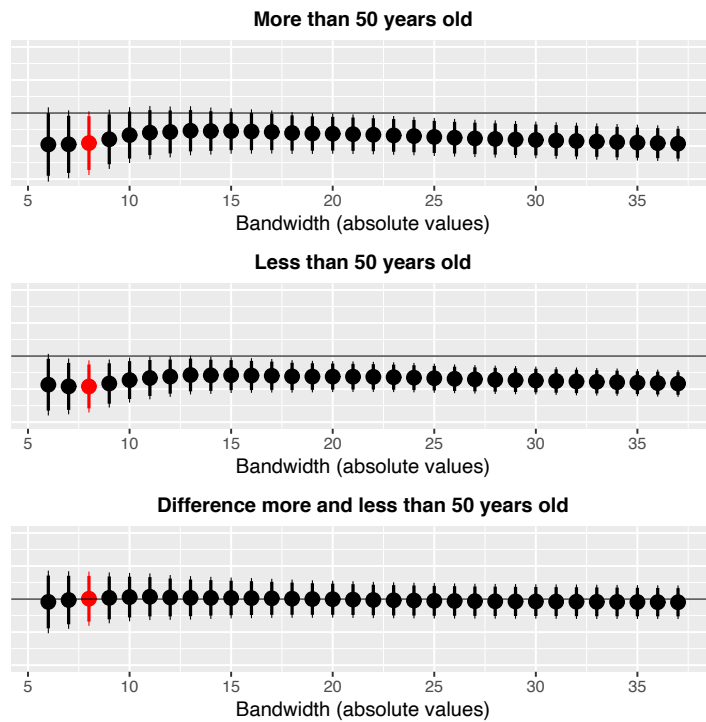 More than 50 years old
5 10 15 20 25 30 35
Bandwidth (absolute values)
Less than 50 years old
5 10 15 20 25 30 35
Bandwidth (absolute values)
Difference more and less than 50 years old
5 10 15 20 25 30 35
Bandwidth (absolute values)